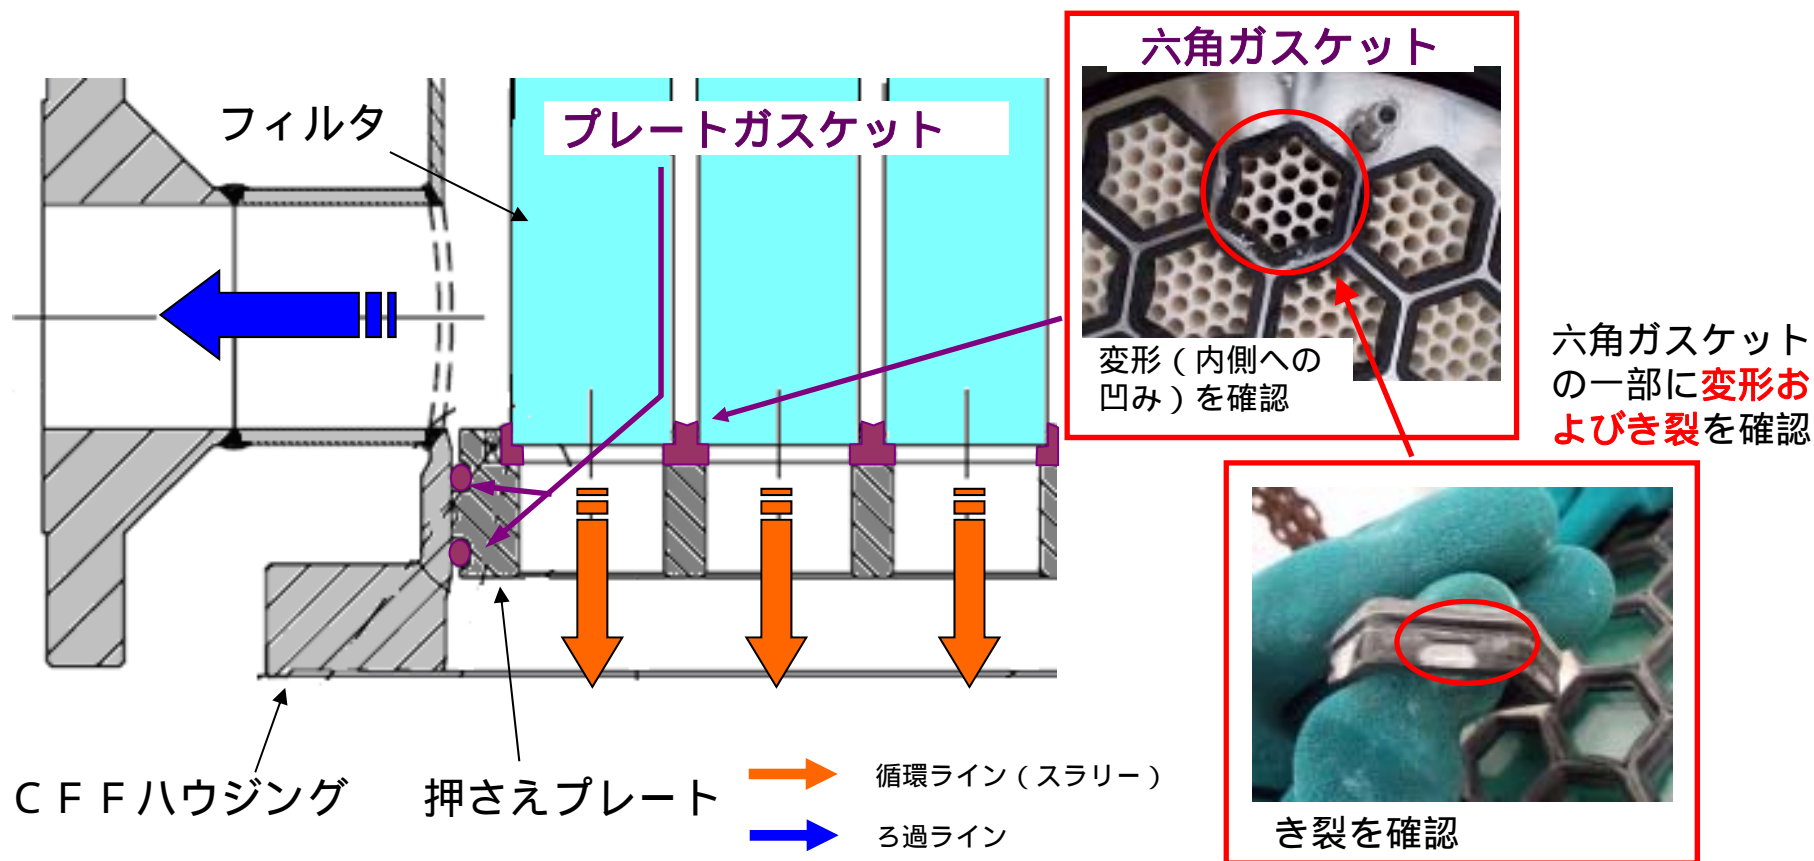 六角ガスケット
フィルタ
プレートガスケット
変形（内側への
凹み）を確認
六角ガスケット
の一部に変形お
よびき裂を確認
ＣＦＦハウジング
押さえプレート
循環ライン（スラリー）
ろ過ライン
き裂を確認